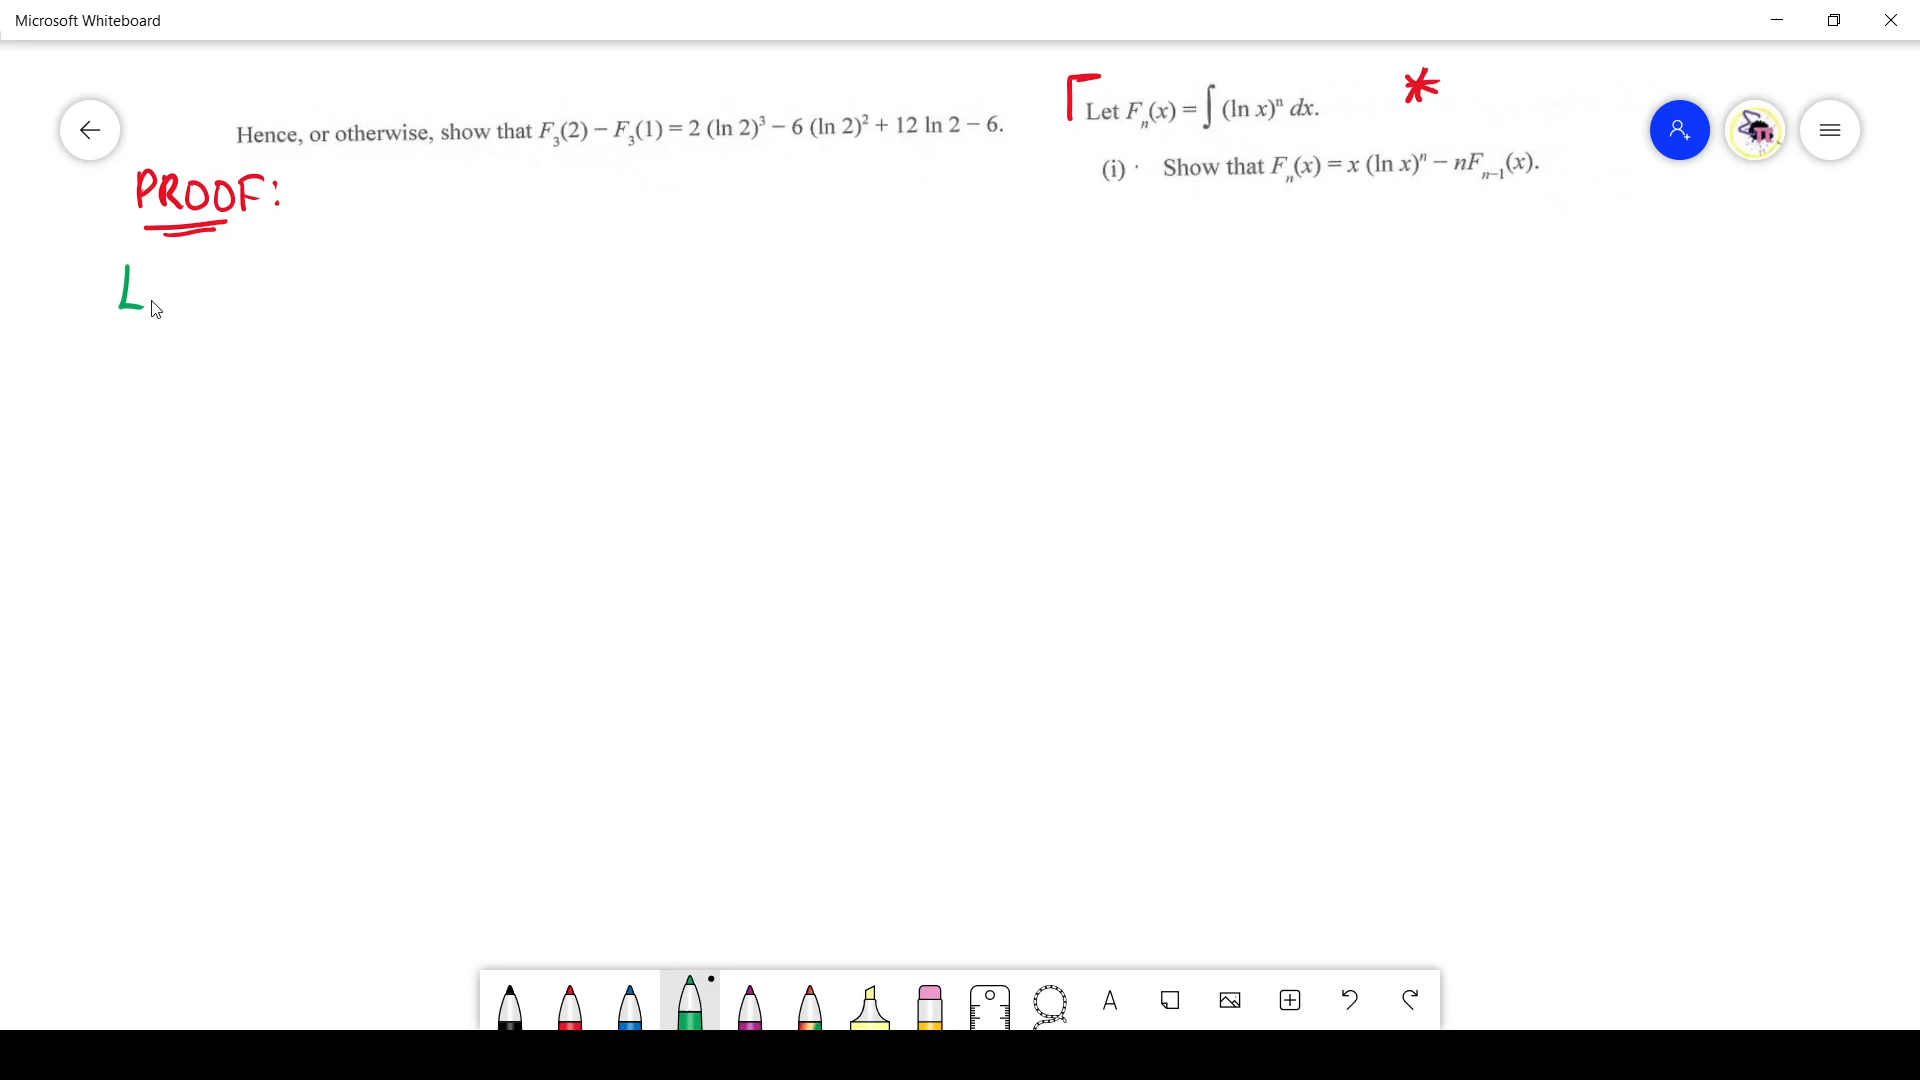 Microsoft Whiteboard
Let Fₙ(x) = ∫ (ln x)ⁿ dx. *
Hence, or otherwise, show that F₃(2) − F₃(1) = 2 (ln 2)³ − 6 (ln 2)² + 12 ln 2 − 6.
(i) · Show that Fₙ(x) = x (ln x)ⁿ − nFₙ₋₁(x).
PROOF:
L